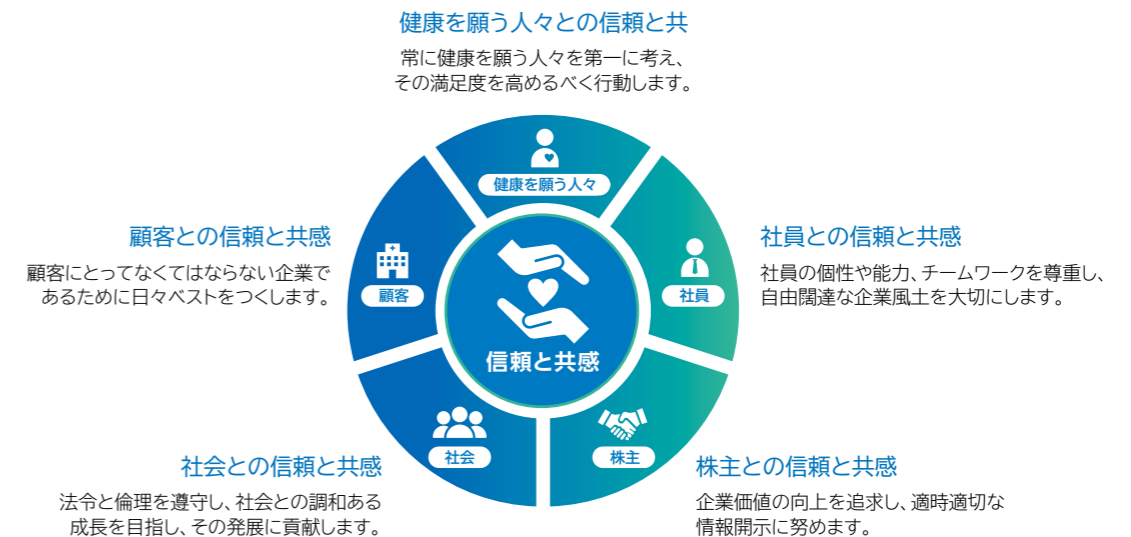 健康を願う人々との信頼と共
常に健康を願う人々を第一に考え、
その満足度を高めるべく行動します。
健康を願う人々
顧客との信頼と共感
顧客にとってなくてはならない企業で
あるために日々ベストをつくします。
顧客
社員
社員との信頼と共感
社員の個性や能力、チームワークを尊重し、
自由闊達な企業風土を大切にします。
信頼と共感
社会
株主
社会との信頼と共感
法令と倫理を遵守し、社会との調和ある
成長を目指し、その発展に貢献します。
株主との信頼と共感
企業価値の向上を追求し、適時適切な
情報開示に努めます。